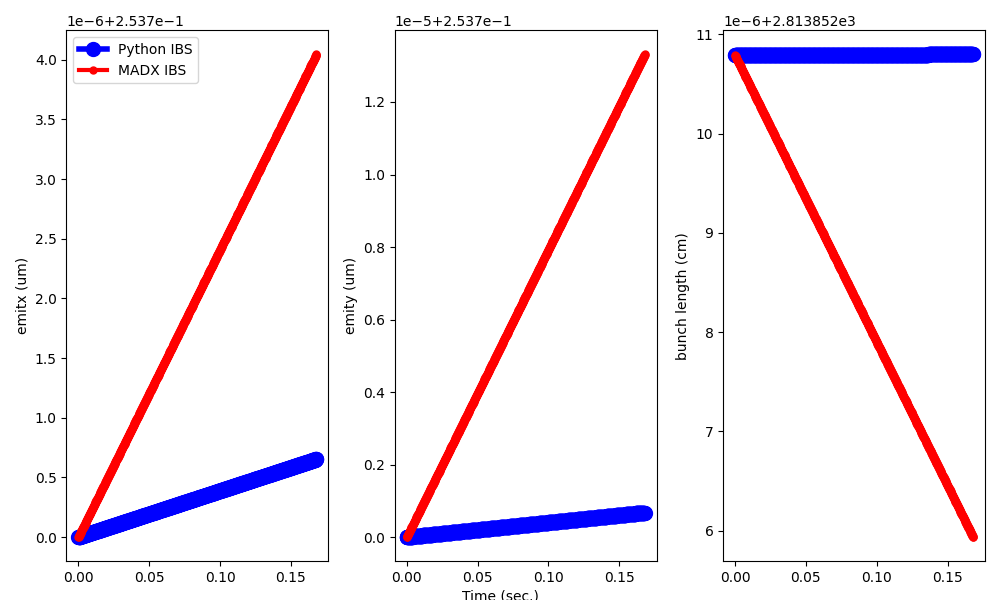 1e−6+2.537e−1
Python IBS
MADX IBS
emitx (um)
4.0
3.5
3.0
2.5
2.0
1.5
1.0
0.5
0.0
0.00 0.05 0.10 0.15
1e−5+2.537e−1
emity (um)
1.2
1.0
0.8
0.6
0.4
0.2
0.0
0.00 0.05 0.10 0.15
Time (sec.)
1e−6+2.813852e3
bunch length (cm)
11
10
9
8
7
6
0.00 0.05 0.10 0.15